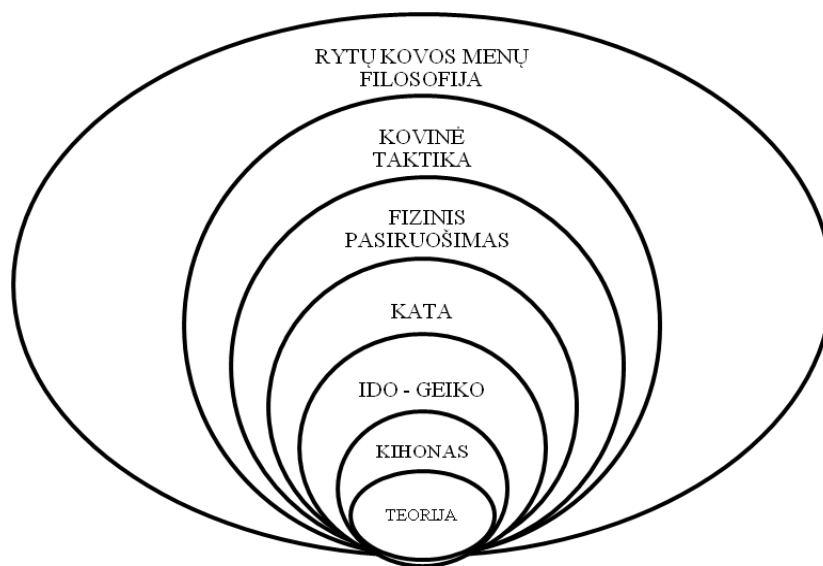 RYTŲ KOVOS MENŲ
FILOSOFIJA
KOVINĖ
TAKTIKA
FIZINIS
PASIRUOŠIMAS
KATA
IDO - GEIKO
KIHONAS
TEORIJA